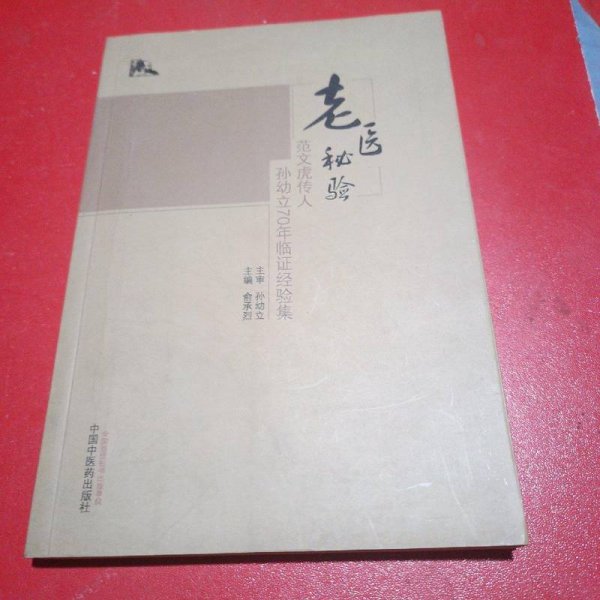 老医秘验
范文虎传人
孙幼立70年临证经验集
主审 孙幼立
主编 俞承烈
中国中医药出版社